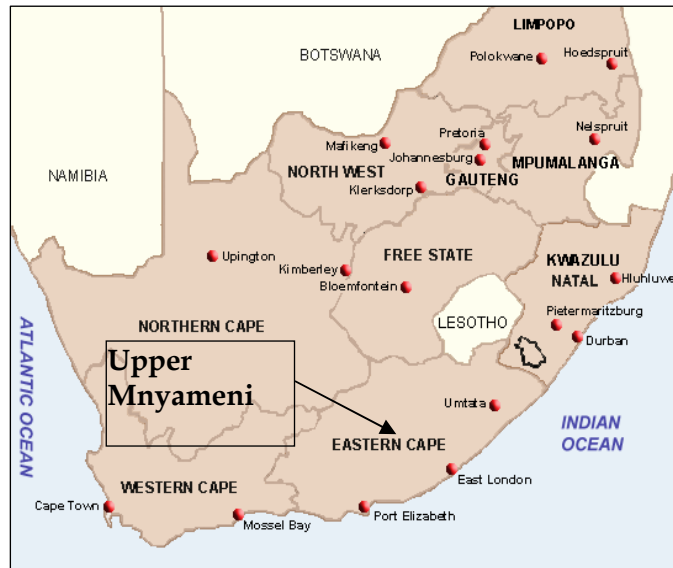 LIMPOPO
BOTSWANA
Polokwane
Hoedspruit
Mafikeng
Pretoria
Nelspruit
Johannesburg
MPUMALANGA
NAMIBIA
NORTH WEST
GAUTENG
Klerksdorp
Upington
FREE STATE
KWAZULU
NATAL
Kimberley
Bloemfontein
Hluhluwe
LESOTHO
Pietermaritzburg
NORTHERN CAPE
Durban
ATLANTIC OCEAN
Upper
Mnyameni
Umtata
INDIAN
OCEAN
EASTERN CAPE
East London
WESTERN CAPE
Cape Town
Mossel Bay
Port Elizabeth